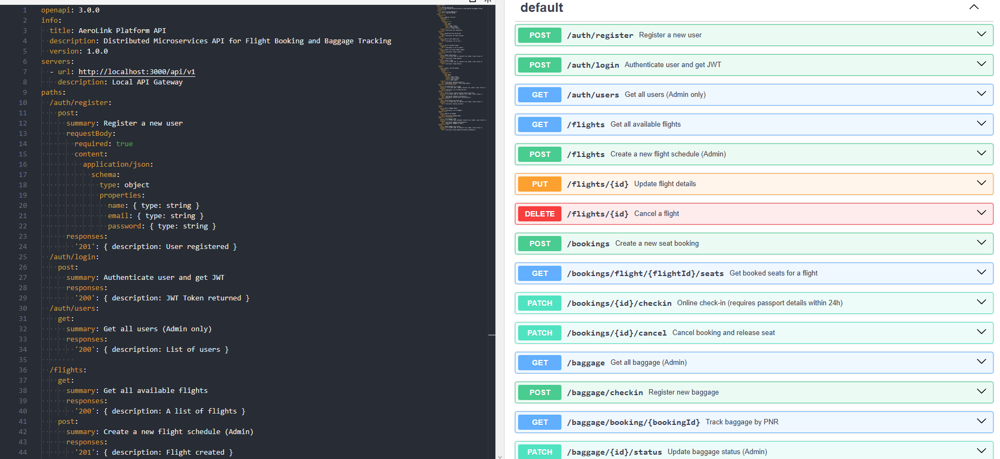 1 openapi: 3.0.0
2 info:
3 title: AeroLink Platform API
4 description: Distributed Microservices API for Flight Booking and Baggage Tracking
5 version: 1.0.0
6 servers:
7 - url: http://localhost:3000/api/v1
8 description: Local API Gateway
9 paths:
10 /auth/register:
11 post:
12 summary: Register a new user
13 requestBody:
14 required: true
15 content:
16 application/json:
17 schema:
18 type: object
19 properties:
20 name: { type: string }
21 email: { type: string }
22 password: { type: string }
23 responses:
24 '201': { description: User registered }
25 /auth/login:
26 post:
27 summary: Authenticate user and get JWT
28 responses:
29 '200': { description: JWT Token returned }
30 /auth/users:
31 get:
32 summary: Get all users (Admin only)
33 responses:
34 '200': { description: List of users }
35
36 /flights:
37 get:
38 summary: Get all available flights
39 responses:
40 '200': { description: A list of flights }
41 post:
42 summary: Create a new flight schedule (Admin)
43 responses:
44 '201': { description: Flight created }
default
POST /auth/register Register a new user
POST /auth/login Authenticate user and get JWT
GET /auth/users Get all users (Admin only)
GET /flights Get all available flights
POST /flights Create a new flight schedule (Admin)
PUT /flights/{id} Update flight details
DELETE /flights/{id} Cancel a flight
POST /bookings Create a new seat booking
GET /bookings/flight/{flightId}/seats Get booked seats for a flight
PATCH /bookings/{id}/checkin Online check-in (requires passport details within 24h)
PATCH /bookings/{id}/cancel Cancel booking and release seat
GET /baggage Get all baggage (Admin)
POST /baggage/checkin Register new baggage
GET /baggage/booking/{bookingId} Track baggage by PNR
PATCH /baggage/{id}/status Update baggage status (Admin)